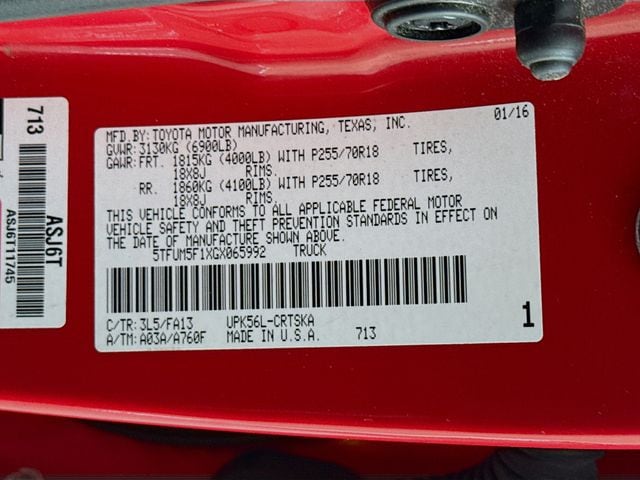 713
ASJ6T
ASJ6T11745
MFD.BY:TOYOTA MOTOR MANUFACTURING, TEXAS, INC. 01/16
GVWR:3130KG (6900LB)
GAWR:FRT. 1815KG (4000LB) WITH P255/70R18 TIRES,
18X8J RIMS.
RR. 1860KG (4100LB) WITH P255/70R18 TIRES,
18X8J RIMS.
THIS VEHICLE CONFORMS TO ALL APPLICABLE FEDERAL MOTOR
VEHICLE SAFETY AND THEFT PREVENTION STANDARDS IN EFFECT ON
THE DATE OF MANUFACTURE SHOWN ABOVE.
5TFUM5F1XGX065992 TRUCK
C/TR:3L5/FA13 UPK56L-CRTSKA
A/TM:A03A/A760F MADE IN U.S.A. 713
1